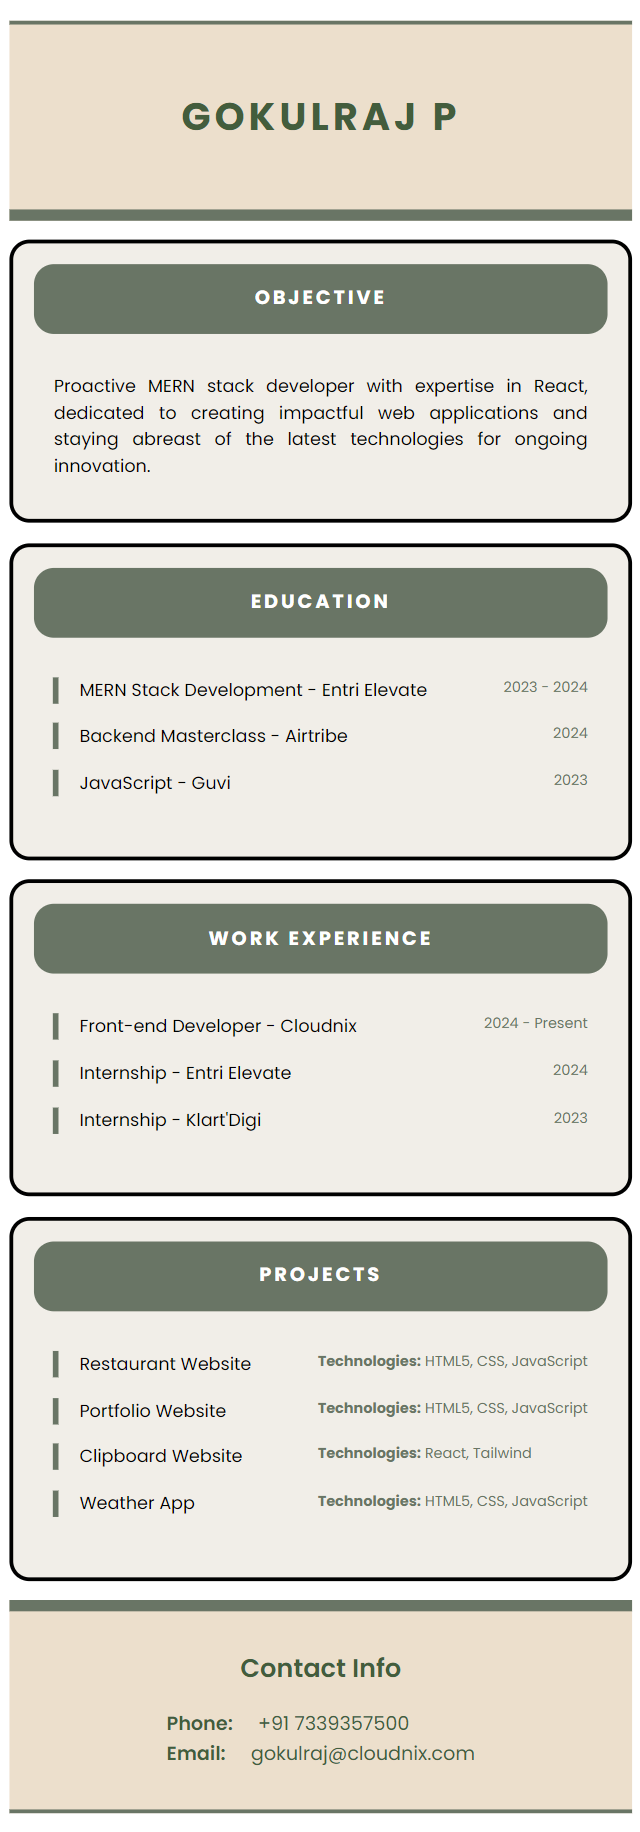 GOKULRAJ P
OBJECTIVE
Proactive MERN stack developer with expertise in React,
dedicated to creating impactful web applications and
staying abreast of the latest technologies for ongoing
innovation.
EDUCATION
MERN Stack Development - Entri Elevate 2023 - 2024
Backend Masterclass - Airtribe 2024
JavaScript - Guvi 2023
WORK EXPERIENCE
Front-end Developer - Cloudnix 2024 - Present
Internship - Entri Elevate 2024
Internship - Klart'Digi 2023
PROJECTS
Restaurant Website Technologies: HTML5, CSS, JavaScript
Portfolio Website Technologies: HTML5, CSS, JavaScript
Clipboard Website Technologies: React, Tailwind
Weather App Technologies: HTML5, CSS, JavaScript
Contact Info
Phone: +91 7339357500
Email: gokulraj@cloudnix.com